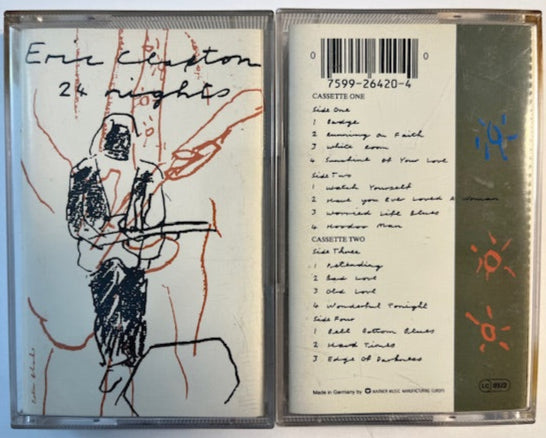 Eric Clapton
24 nights
0 0
7599-26420-4
CASSETTE ONE
Side One
1 Badge
2 Running on Faith
3 White Room
4 Sunshine Of Your Love
Side Two
1 Watch Yourself
2 Have you Ever Loved A Woman
3 Worried Life Blues
4 Hoodoo Man
CASSETTE TWO
Side Three
1 Pretending
2 Bad Love
3 Old Love
4 Wonderful Tonight
Side Four
1 Bell Bottom Blues
2 Hard Times
3 Edge Of Darkness
Made in Germany by WARNER MUSIC MANUFACTURING EUROPE
LC